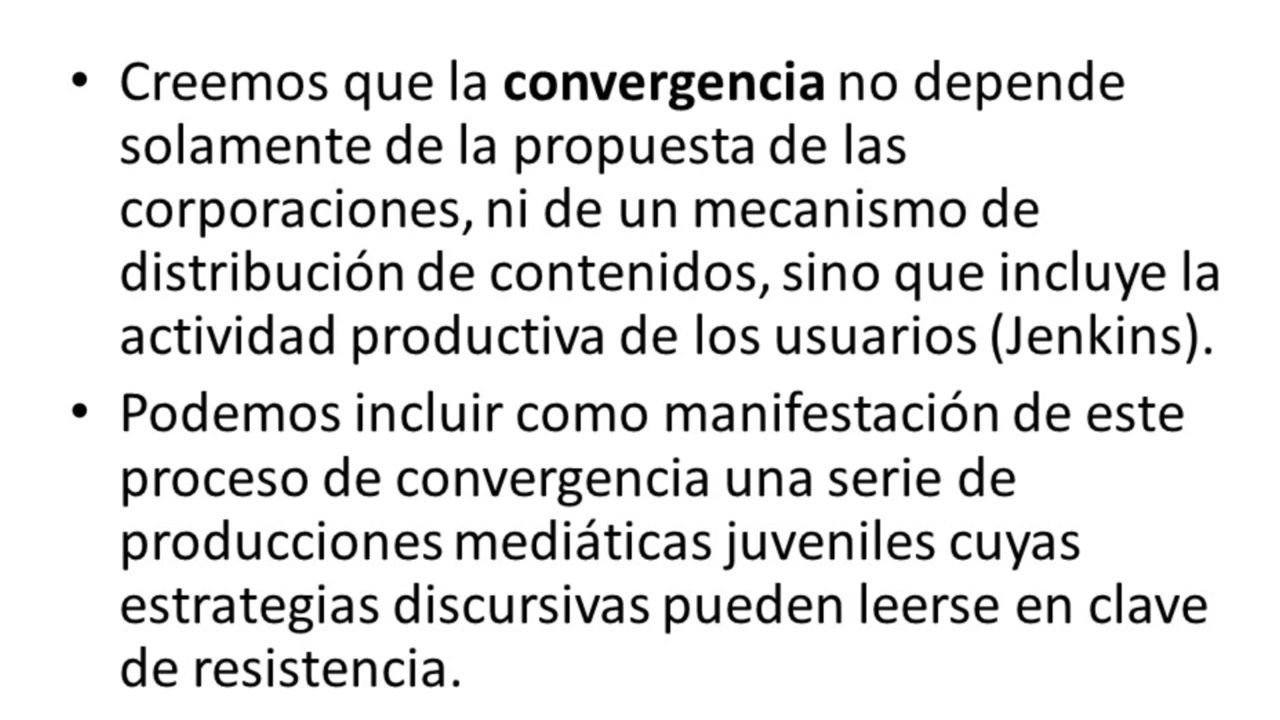 • Creemos que la convergencia no depende
solamente de la propuesta de las
corporaciones, ni de un mecanismo de
distribución de contenidos, sino que incluye la
actividad productiva de los usuarios (Jenkins).
• Podemos incluir como manifestación de este
proceso de convergencia una serie de
producciones mediáticas juveniles cuyas
estrategias discursivas pueden leerse en clave
de resistencia.